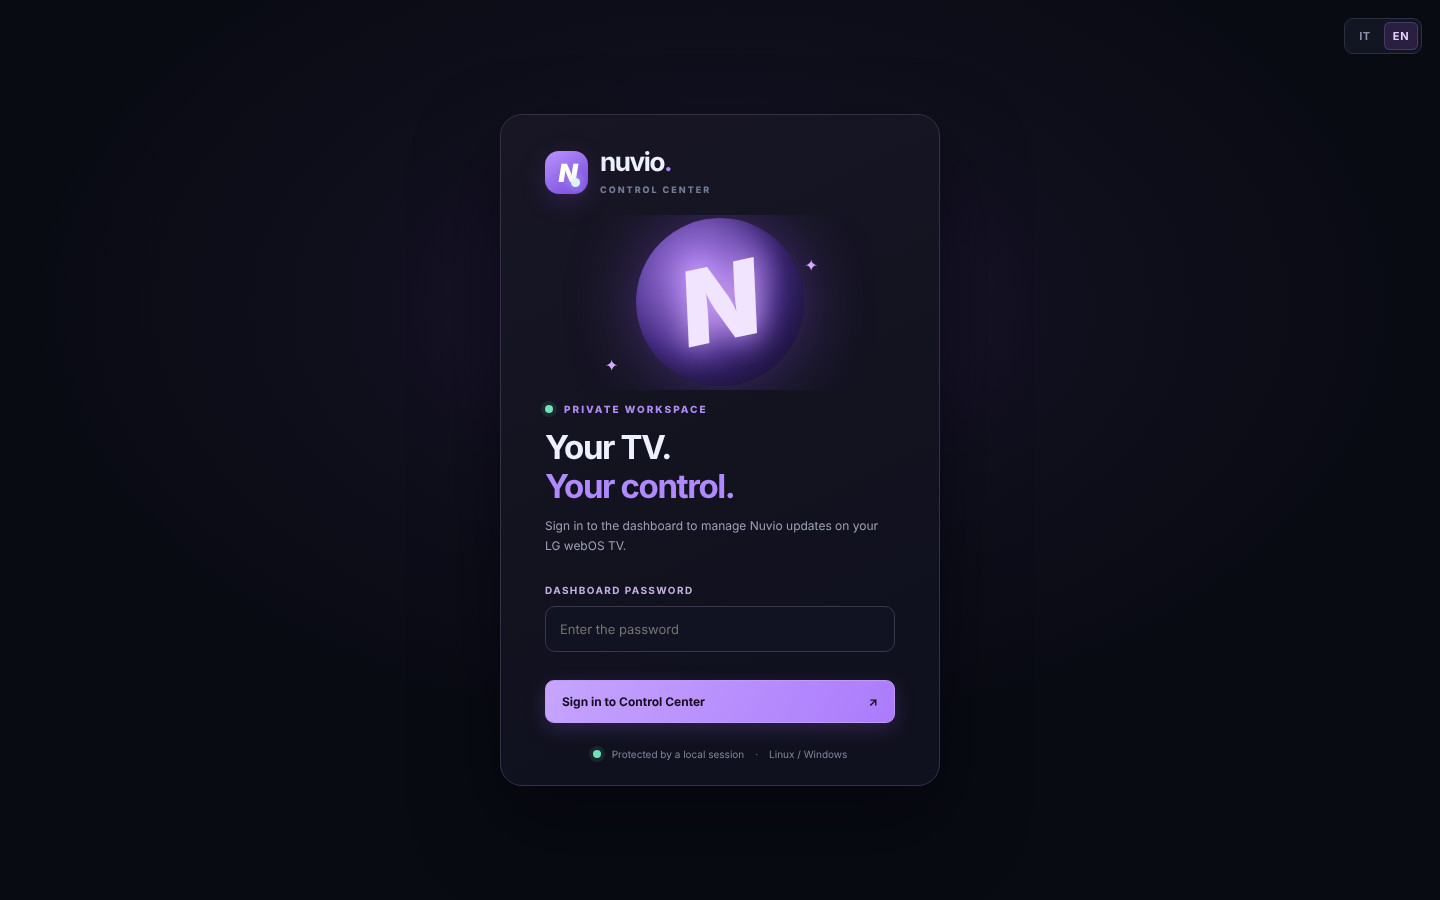 IT EN
N nuvio.
CONTROL CENTER
N
PRIVATE WORKSPACE
Your TV.
Your control.
Sign in to the dashboard to manage Nuvio updates on your
LG webOS TV.
DASHBOARD PASSWORD
Enter the password
Sign in to Control Center ↗
Protected by a local session · Linux / Windows